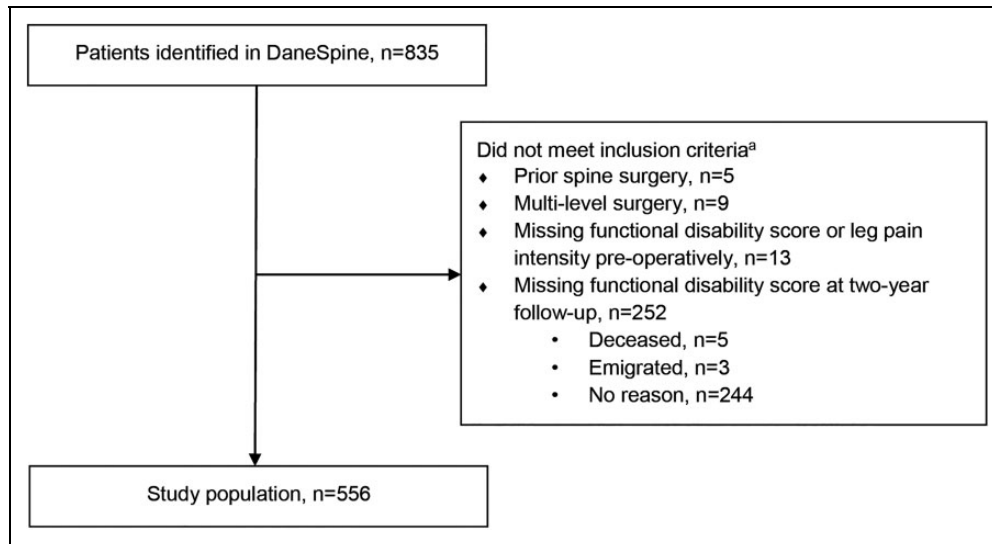 Patients identified in DaneSpine, n=835
Did not meet inclusion criteriaᵃ
♦ Prior spine surgery, n=5
♦ Multi-level surgery, n=9
♦ Missing functional disability score or leg pain
intensity pre-operatively, n=13
♦ Missing functional disability score at two-year
follow-up, n=252
• Deceased, n=5
• Emigrated, n=3
• No reason, n=244
Study population, n=556